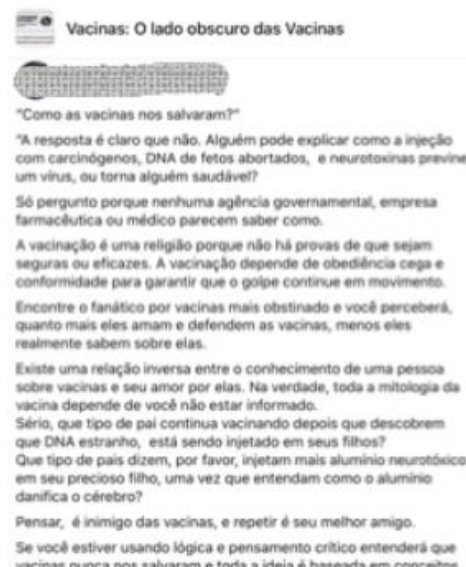 Vacinas: O lado obscuro das Vacinas
"Como as vacinas nos salvaram?"
"A resposta é claro que não. Alguém pode explicar como a injeção
com carcinógenos, DNA de fetos abortados, e neurotoxinas previne
um vírus, ou torna alguém saudável?
Só pergunto porque nenhuma agência governamental, empresa
farmacêutica ou médico parecem saber como.
A vacinação é uma religião porque não há provas de que sejam
seguras ou eficazes. A vacinação depende de obediência cega e
conformidade para garantir que o golpe continue em movimento.
Encontre o fanático por vacinas mais obstinado e você perceberá,
quanto mais eles amam e defendem as vacinas, menos eles
realmente sabem sobre elas.
Existe uma relação inversa entre o conhecimento de uma pessoa
sobre vacinas e seu amor por elas. Na verdade, toda a mitologia da
vacina depende de você não estar informado.
Sério, que tipo de pai continua vacinando depois que descobrem
que DNA estranho, está sendo injetado em seus filhos?
Que tipo de pais dizem, por favor, injetam mais alumínio neurotóxico
em seu precioso filho, uma vez que entendam como o alumínio
danifica o cérebro?
Pensar, é inimigo das vacinas, e repetir é seu melhor amigo.
Se você estiver usando lógica e pensamento crítico entenderá que
vacinas nunca nos salvaram e toda a ideia é baseada em conceitos